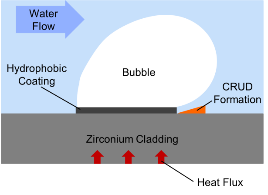 Water
Flow
Hydrophobic
Coating
Bubble
CRUD
Formation
Zirconium Cladding
Heat Flux